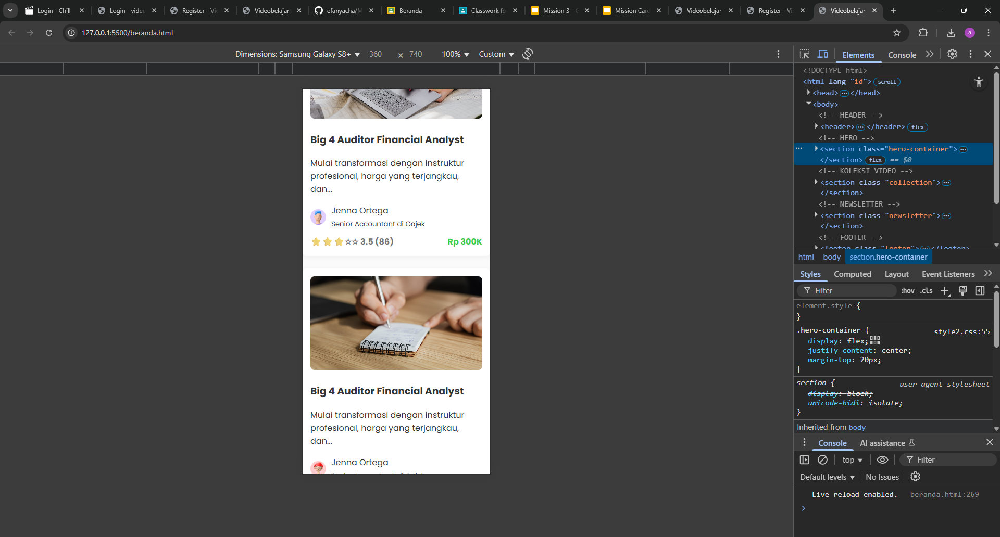 Login - Chill
Login - video
Register - Vi
Videobelajar
efanyacha/M
Beranda
Classwork fo
Mission 3 - C
Mission Card
Videobelajar
Register - Vi
Videobelajar
127.0.0.1:5500/beranda.html
a
Dimensions: Samsung Galaxy S8+ ▼ 360 × 740 100% ▼ Custom ▼
Elements Console
<!DOCTYPE html>
<html lang="id"> scroll
<head> ⋯ </head>
<body>
<!-- HEADER -->
<header> ⋯ </header> flex
<!-- HERO -->
<section class="hero-container"> ⋯
</section> flex == $0
<!-- KOLEKSI VIDEO -->
<section class="collection"> ⋯
</section>
<!-- NEWSLETTER -->
<section class="newsletter"> ⋯
</section>
<!-- FOOTER -->
<footer class="footer"> ⋯ </footer>
html body section.hero-container
Styles Computed Layout Event Listeners
Filter :hov .cls
element.style {
}
.hero-container { style2.css:55
display: flex;
justify-content: center;
margin-top: 20px;
}
section { user agent stylesheet
display: block;
unicode-bidi: isolate;
}
Inherited from body
Console AI assistance
top ▼ Filter
Default levels ▼ No Issues
Live reload enabled. beranda.html:269
Big 4 Auditor Financial Analyst
Mulai transformasi dengan instruktur
profesional, harga yang terjangkau,
dan...
Jenna Ortega
Senior Accountant di Gojek
⭐⭐⭐☆☆ 3.5 (86) Rp 300K
Big 4 Auditor Financial Analyst
Mulai transformasi dengan instruktur
profesional, harga yang terjangkau,
dan...
Jenna Ortega